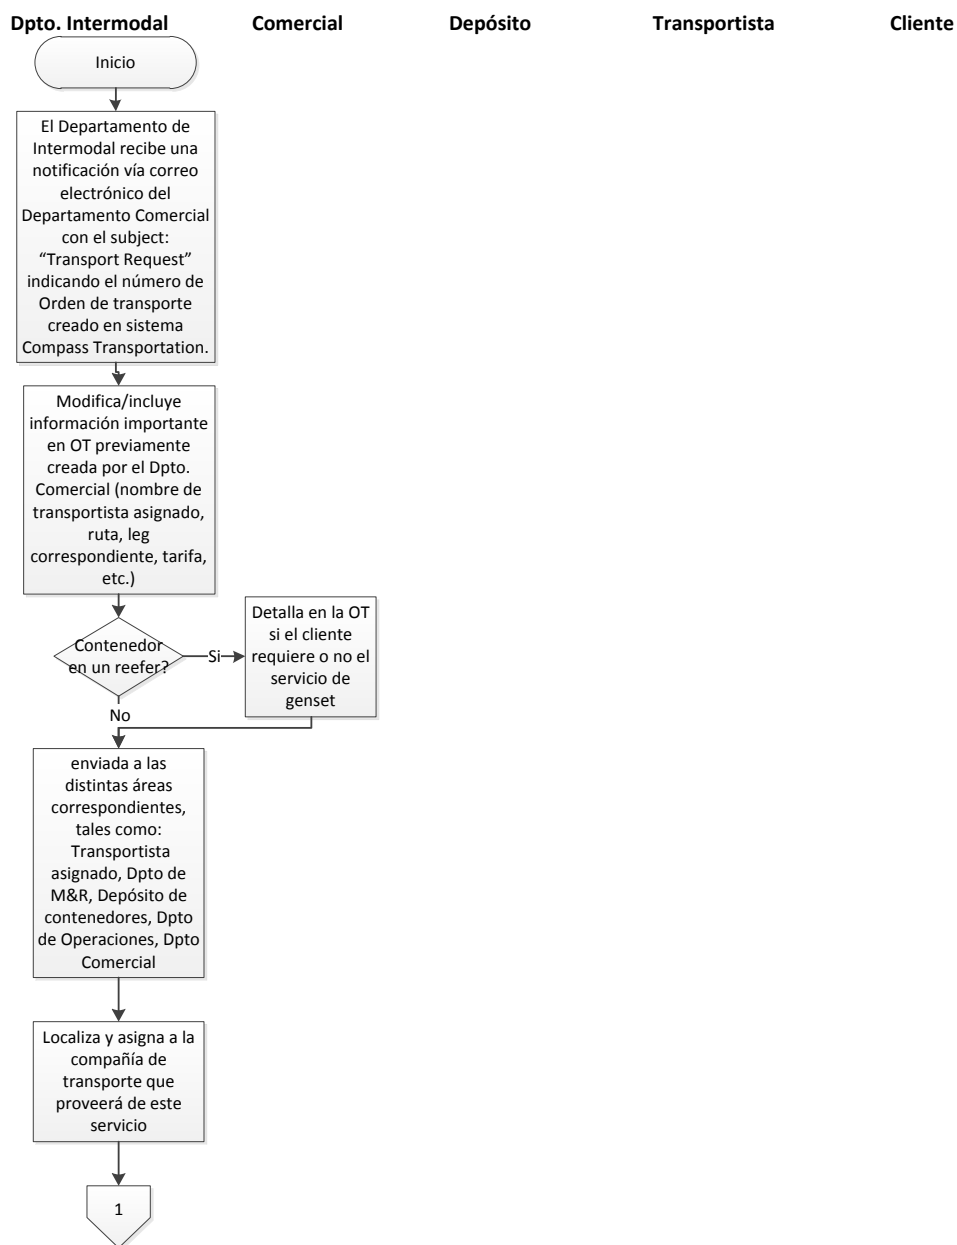 Dpto. Intermodal Comercial Depósito Transportista Cliente
Inicio
El Departamento de
Intermodal recibe una
notificación vía correo
electrónico del
Departamento Comercial
con el subject:
“Transport Request”
indicando el número de
Orden de transporte
creado en sistema
Compass Transportation.
Modifica/incluye
información importante
en OT previamente
creada por el Dpto.
Comercial (nombre de
transportista asignado,
ruta, leg
correspondiente, tarifa,
etc.)
Contenedor
en un reefer?
Si
Detalla en la OT
si el cliente
requiere o no el
servicio de
genset
No
enviada a las
distintas áreas
correspondientes,
tales como:
Transportista
asignado, Dpto de
M&R, Depósito de
contenedores, Dpto
de Operaciones, Dpto
Comercial
Localiza y asigna a la
compañía de
transporte que
proveerá de este
servicio
1